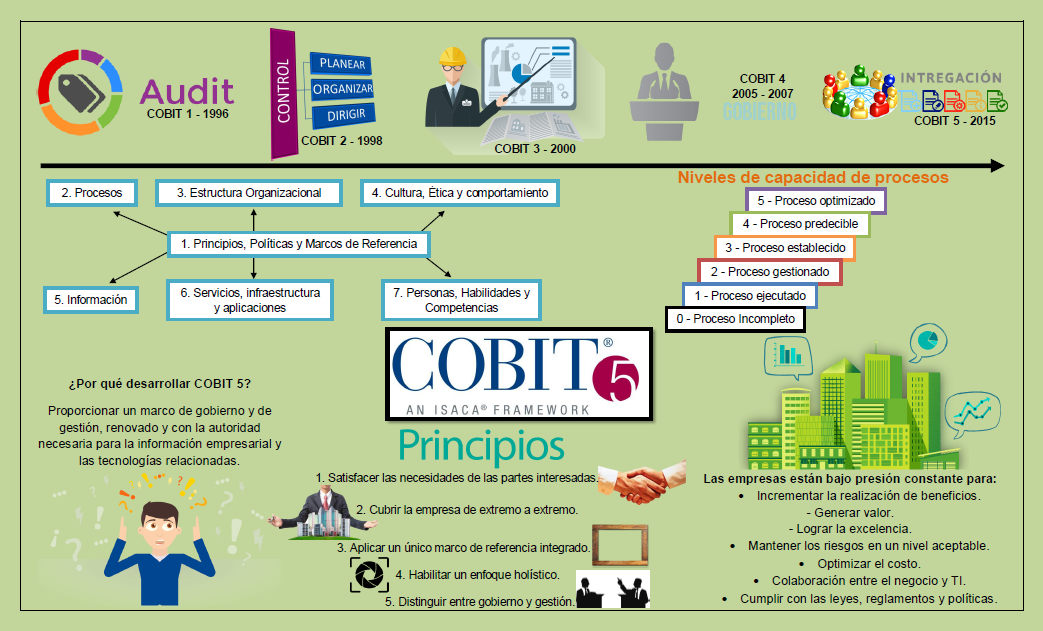 Audit
COBIT 1 - 1996
CONTROL
PLANEAR
ORGANIZAR
DIRIGIR
COBIT 2 - 1998
COBIT 3 - 2000
COBIT 4
2005 - 2007
GOBIERNO
INTREGACIÓN
COBIT 5 - 2015
2. Procesos
3. Estructura Organizacional
4. Cultura, Ética y comportamiento
1. Principios, Políticas y Marcos de Referencia
5. Información
6. Servicios, infraestructura
y aplicaciones
7. Personas, Habilidades y
Competencias
Niveles de capacidad de procesos
5 - Proceso optimizado
4 - Proceso predecible
3 - Proceso establecido
2 - Proceso gestionado
1 - Proceso ejecutado
0 - Proceso Incompleto
COBIT® 5
AN ISACA® FRAMEWORK
¿Por qué desarrollar COBIT 5?
Proporcionar un marco de gobierno y de
gestión, renovado y con la autoridad
necesaria para la información empresarial y
las tecnologías relacionadas.
Principios
1. Satisfacer las necesidades de las partes interesadas.
2. Cubrir la empresa de extremo a extremo.
3. Aplicar un único marco de referencia integrado.
4. Habilitar un enfoque holístico.
5. Distinguir entre gobierno y gestión.
Las empresas están bajo presión constante para:
• Incrementar la realización de beneficios.
- Generar valor.
- Lograr la excelencia.
• Mantener los riesgos en un nivel aceptable.
• Optimizar el costo.
• Colaboración entre el negocio y TI.
• Cumplir con las leyes, reglamentos y políticas.